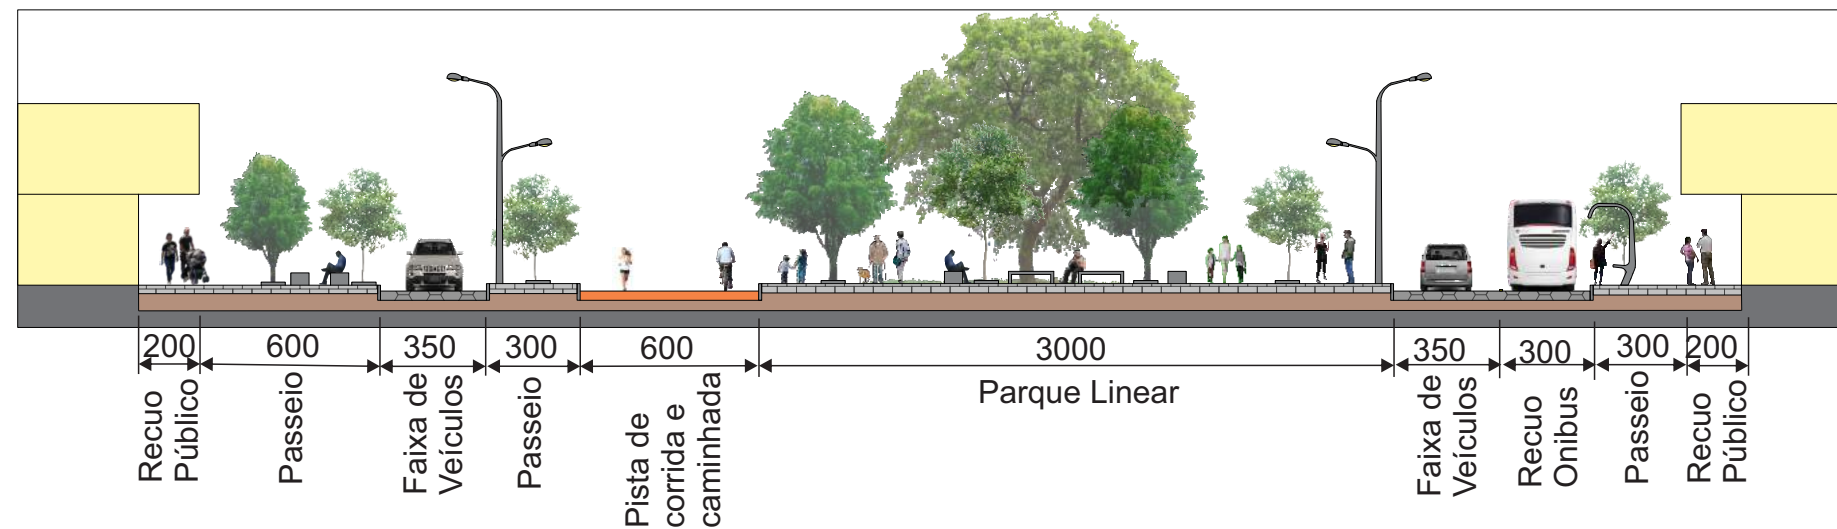 200
600
350
300
600
3000
350
300
300
200
Recuo
Público
Passeio
Faixa de
Veículos
Passeio
Pista de
corrida e
caminhada
Parque Linear
Faixa de
Veículos
Recuo
Onibus
Passeio
Recuo
Público